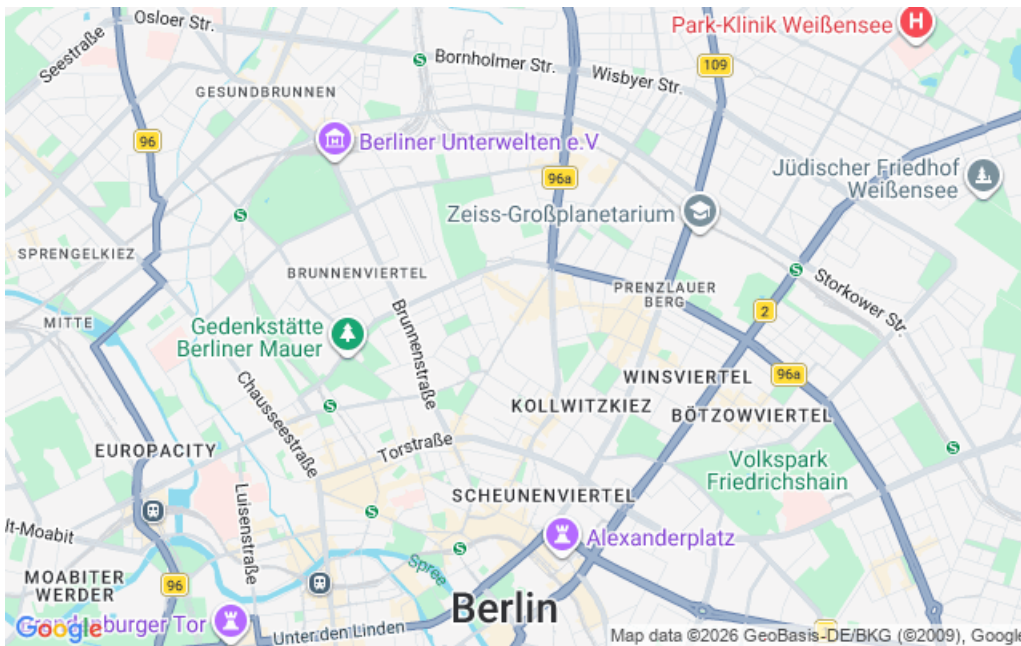 Osloer Str.
Park-Klinik Weißensee
H
Seestraße
S
Bornholmer Str.
109
Wisbyer Str.
GESUNDBRUNNEN
96
Berliner Unterwelten e.V
96a
Jüdischer Friedhof
Weißensee
Zeiss-Großplanetarium
S
SPRENGELKIEZ
BRUNNENVIERTEL
S
Storkower Str.
PRENZLAUER
BERG
MITTE
Gedenkstätte
Berliner Mauer
Brunnenstraße
2
96a
WINSVIERTEL
Chausseestraße
S
KOLLWITZKIEZ
BÖTZOWVIERTEL
EUROPACITY
Torstraße
S
Volkspark
Friedrichshain
SCHEUNENVIERTEL
Luisenstraße
S
lt-Moabit
Alexanderplatz
S
Spree
MOABITER
WERDER
96
Berlin
Tor
Google
Unter den Linden
Map data ©2026 GeoBasis-DE/BKG (©2009), Google